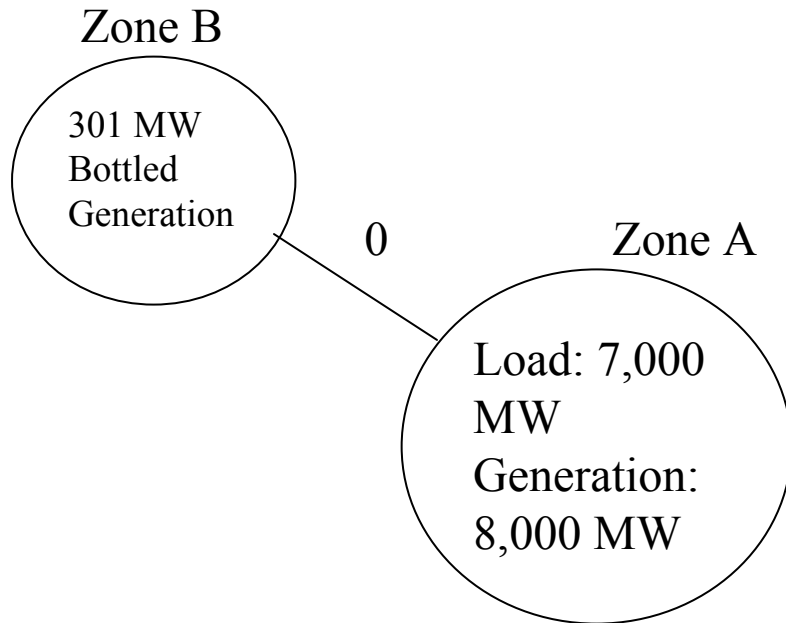 Zone B
301 MW
Bottled
Generation
0
Zone A
Load: 7,000
MW
Generation:
8,000 MW